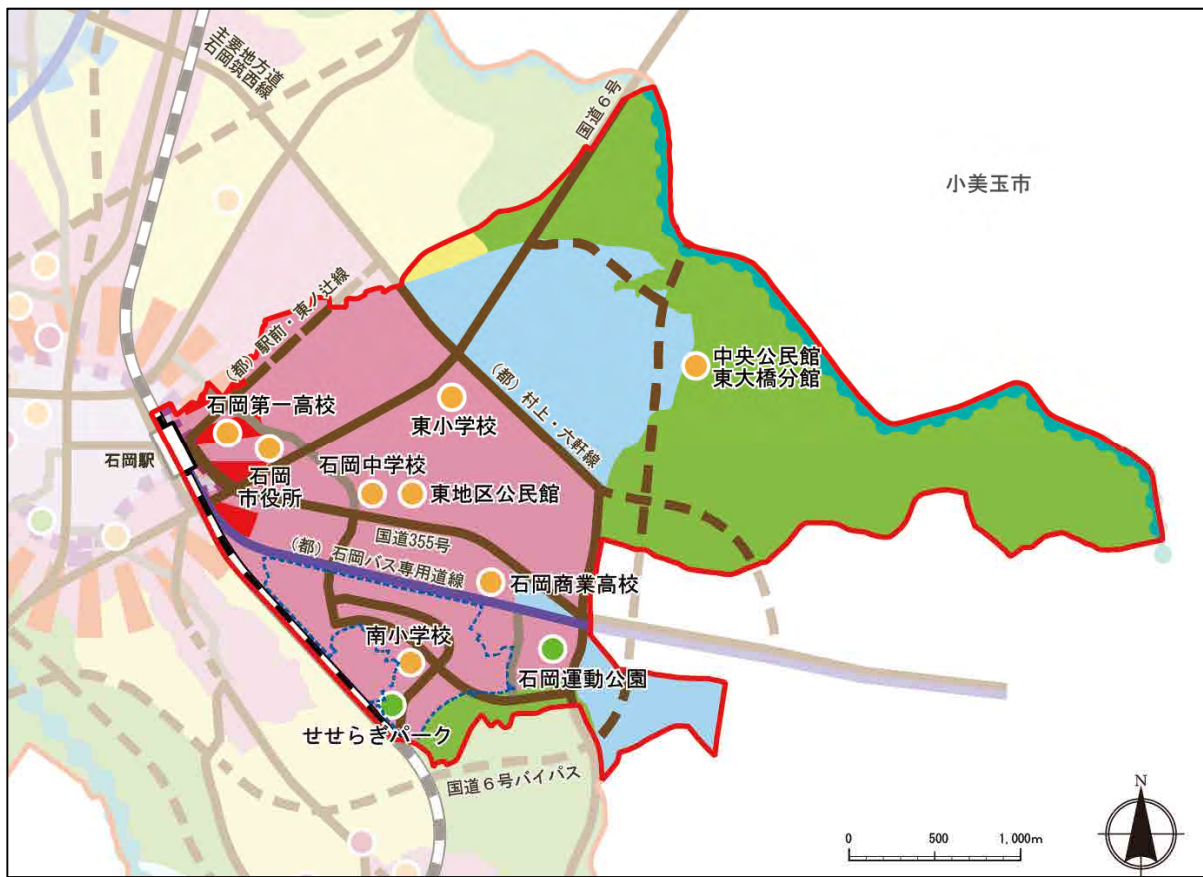 主要地方道
石岡筑西線
国道6号
小美玉市
(都)駅前・東ノ辻線
中央公民館
東大橋分館
石岡第一高校
東小学校
(都)村上・六軒線
石岡駅
石岡
市役所
石岡中学校
東地区公民館
国道355号
(都)石岡バス専用道線
石岡商業高校
南小学校
石岡運動公園
せせらぎパーク
国道6号バイパス
N
0 500 1,000m